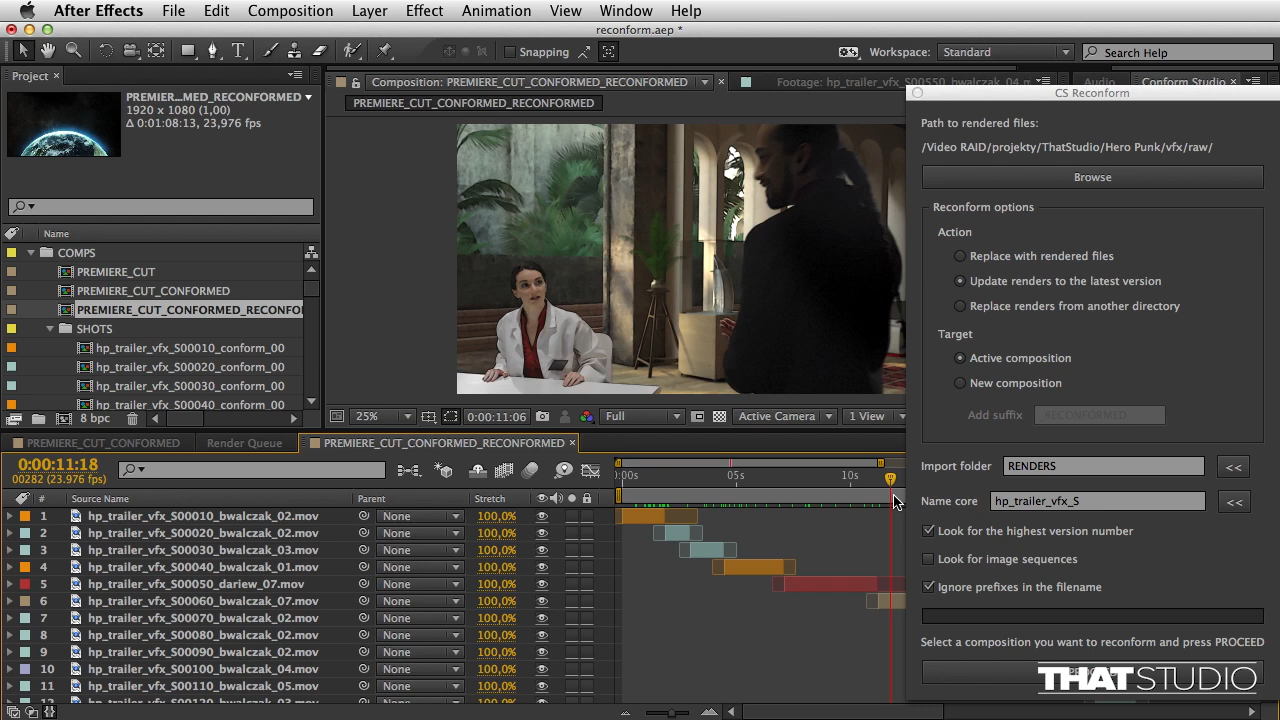 After Effects File Edit Composition Layer Effect Animation View Window Help
reconform.aep *
Snapping
Workspace: Standard
Search Help
Project ×
PREMIER...MED_RECONFORMED ▼
1920 x 1080 (1,00)
Δ 0:01:08:13, 23,976 fps
Name
COMPS
PREMIERE_CUT
PREMIERE_CUT_CONFORMED
PREMIERE_CUT_CONFORMED_RECONFO
SHOTS
hp_trailer_vfx_S00010_conform_00
hp_trailer_vfx_S00020_conform_00
hp_trailer_vfx_S00030_conform_00
hp_trailer_vfx_S00040_conform_00
8 bpc
Composition: PREMIERE_CUT_CONFORMED_RECONFORMED
Footage: hp_trailer_vfx_S00550_bwalczak_04.m
Audio
Conform Studio ×
PREMIERE_CUT_CONFORMED_RECONFORMED
25%
0:00:11:06
Full
Active Camera
1 View
CS Reconform
Path to rendered files:
/Video RAID/projekty/ThatStudio/Hero Punk/vfx/raw/
Browse
Reconform options
Action
Replace with rendered files
Update renders to the latest version
Replace renders from another directory
Target
Active composition
New composition
Add suffix _RECONFORMED
Import folder RENDERS <<
Name core hp_trailer_vfx_S <<
Look for the highest version number
Look for image sequences
Ignore prefixes in the filename
Select a composition you want to reconform and press PROCEED
THATSTUDIO
PREMIERE_CUT_CONFORMED
Render Queue
PREMIERE_CUT_CONFORMED_RECONFORMED ×
0:00:11:18
00282 (23.976 fps)
:00s 05s 10s
# Source Name Parent Stretch
1 hp_trailer_vfx_S00010_bwalczak_02.mov None 100,0%
2 hp_trailer_vfx_S00020_bwalczak_02.mov None 100,0%
3 hp_trailer_vfx_S00030_bwalczak_03.mov None 100,0%
4 hp_trailer_vfx_S00040_bwalczak_01.mov None 100,0%
5 hp_trailer_vfx_S00050_dariew_07.mov None 100,0%
6 hp_trailer_vfx_S00060_bwalczak_07.mov None 100,0%
7 hp_trailer_vfx_S00070_bwalczak_02.mov None 100,0%
8 hp_trailer_vfx_S00080_bwalczak_02.mov None 100,0%
9 hp_trailer_vfx_S00090_bwalczak_02.mov None 100,0%
10 hp_trailer_vfx_S00100_bwalczak_04.mov None 100,0%
11 hp_trailer_vfx_S00110_bwalczak_05.mov None 100,0%